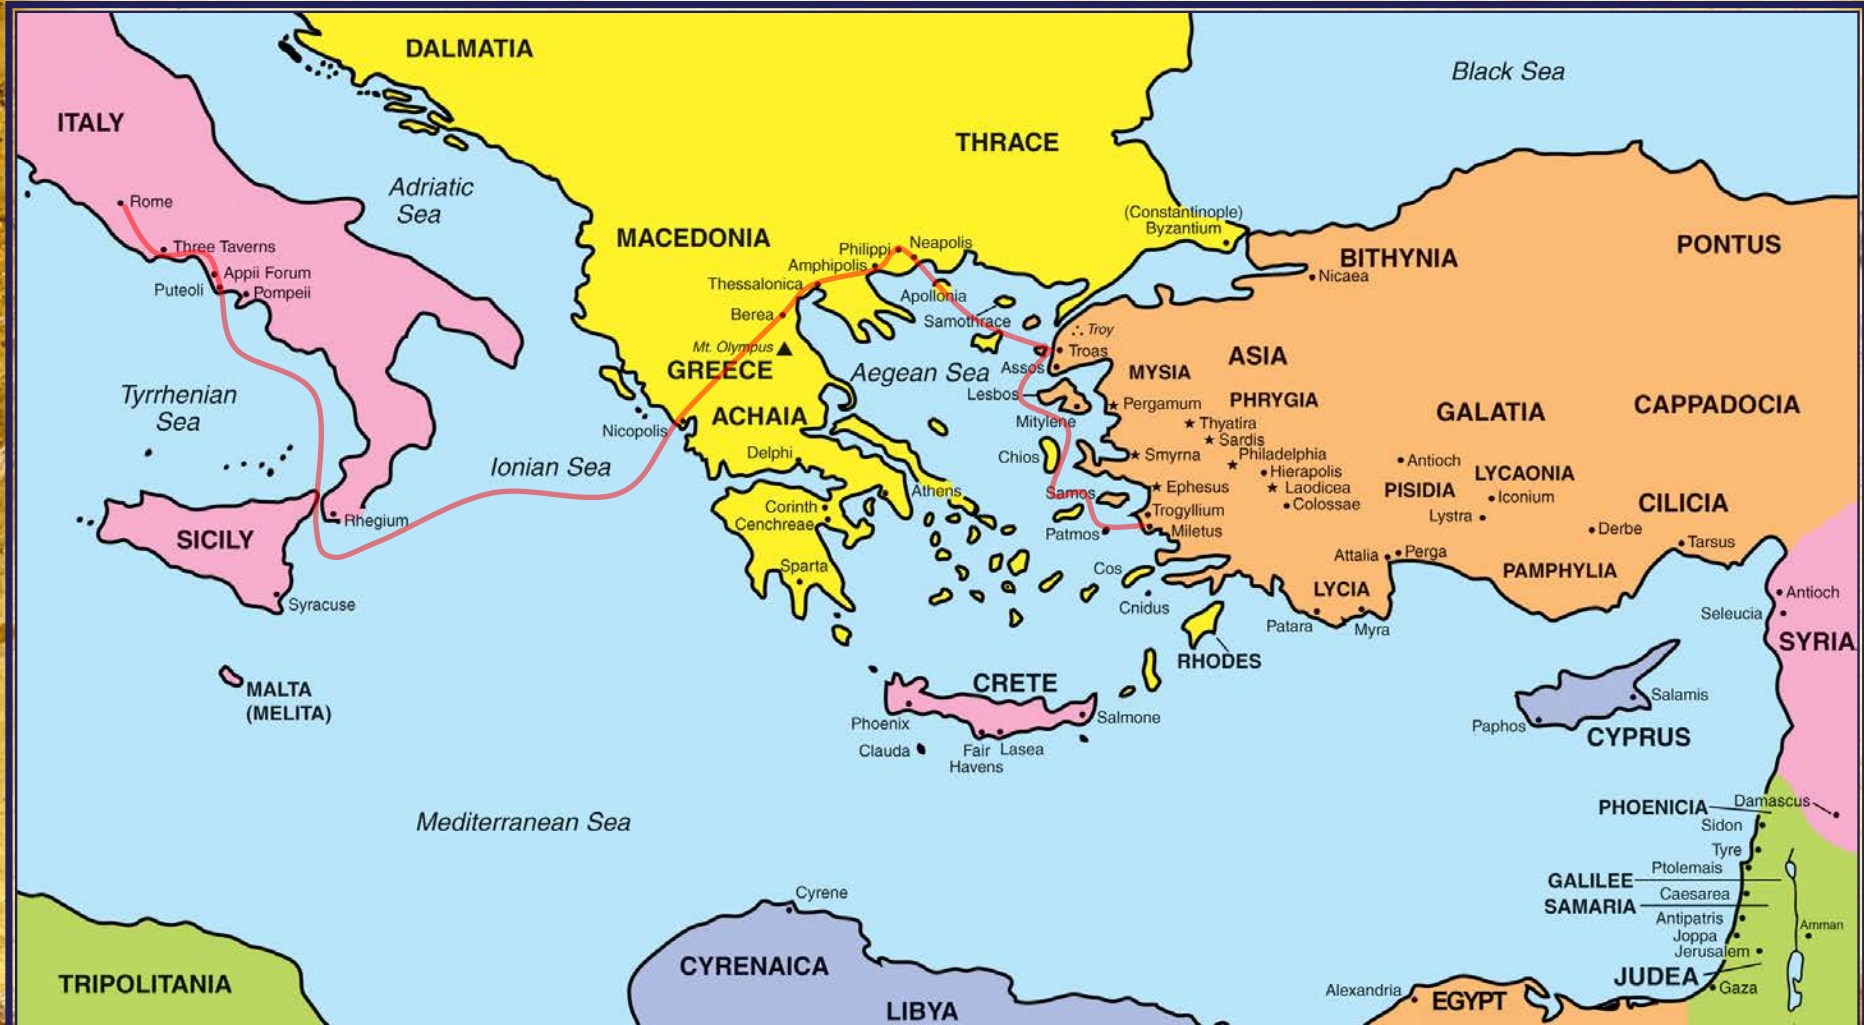 DALMATIA
Black Sea
ITALY
THRACE
Adriatic
Sea
Rome
(Constantinople)
Byzantium
MACEDONIA
Philippi
Neapolis
BITHYNIA
PONTUS
Three Taverns
Amphipolis
Appii Forum
Nicaea
Thessalonica
Puteoli
Pompeii
Apollonia
Berea
Samothrace
Troy
Mt. Olympus
Troas
ASIA
GREECE
Aegean Sea
Assos
MYSIA
Tyrrhenian
Sea
Lesbos
PHRYGIA
Pergamum
CAPPADOCIA
ACHAIA
GALATIA
Mitylene
Thyatira
Nicopolis
Sardis
Delphi
Chios
Smyrna
Philadelphia
Antioch
Ionian Sea
Hierapolis
LYCAONIA
Athens
Samos
Ephesus
Laodicea
PISIDIA
Iconium
Corinth
Colossae
CILICIA
Trogyllium
Lystra
Rhegium
Cenchreae
Patmos
Miletus
Derbe
SICILY
Attalia
Perga
Tarsus
Sparta
Cos
PAMPHYLIA
LYCIA
Antioch
Syracuse
Cnidus
Seleucia
Patara
Myra
SYRIA
RHODES
MALTA
(MELITA)
CRETE
Salamis
Phoenix
Salmone
Paphos
CYPRUS
Clauda
Fair
Havens
Lasea
PHOENICIA
Damascus
Mediterranean Sea
Sidon
Tyre
Ptolemais
GALILEE
Cyrene
Caesarea
SAMARIA
Antipatris
Amman
Joppa
Jerusalem
CYRENAICA
TRIPOLITANIA
JUDEA
Alexandria
EGYPT
Gaza
LIBYA